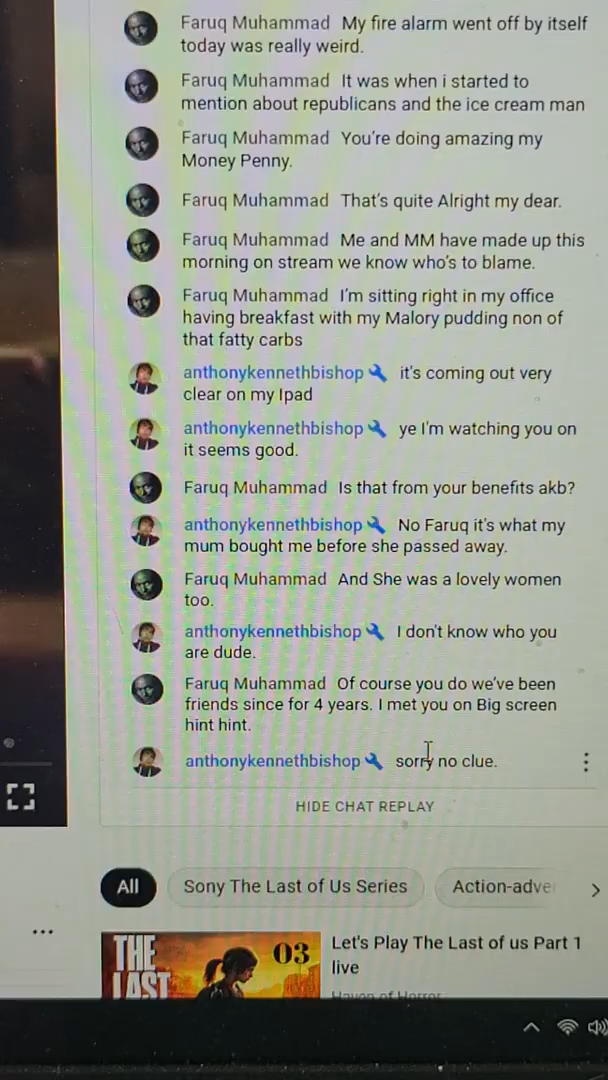 Faruq Muhammad My fire alarm went off by itself
today was really weird.
Faruq Muhammad It was when i started to
mention about republicans and the ice cream man
Faruq Muhammad You're doing amazing my
Money Penny.
Faruq Muhammad That's quite Alright my dear.
Faruq Muhammad Me and MM have made up this
morning on stream we know who's to blame.
Faruq Muhammad I'm sitting right in my office
having breakfast with my Malory pudding non of
that fatty carbs
anthonykennethbishop it's coming out very
clear on my Ipad
anthonykennethbishop ye I'm watching you on
it seems good.
Faruq Muhammad Is that from your benefits akb?
anthonykennethbishop No Faruq it's what my
mum bought me before she passed away.
Faruq Muhammad And She was a lovely women
too.
anthonykennethbishop I don't know who you
are dude.
Faruq Muhammad Of course you do we've been
friends since for 4 years. I met you on Big screen
hint hint.
anthonykennethbishop sorry no clue.
HIDE CHAT REPLAY
All Sony The Last of Us Series Action-adve
THE
LAST
03
Let's Play The Last of us Part 1
live
Haven of Horror